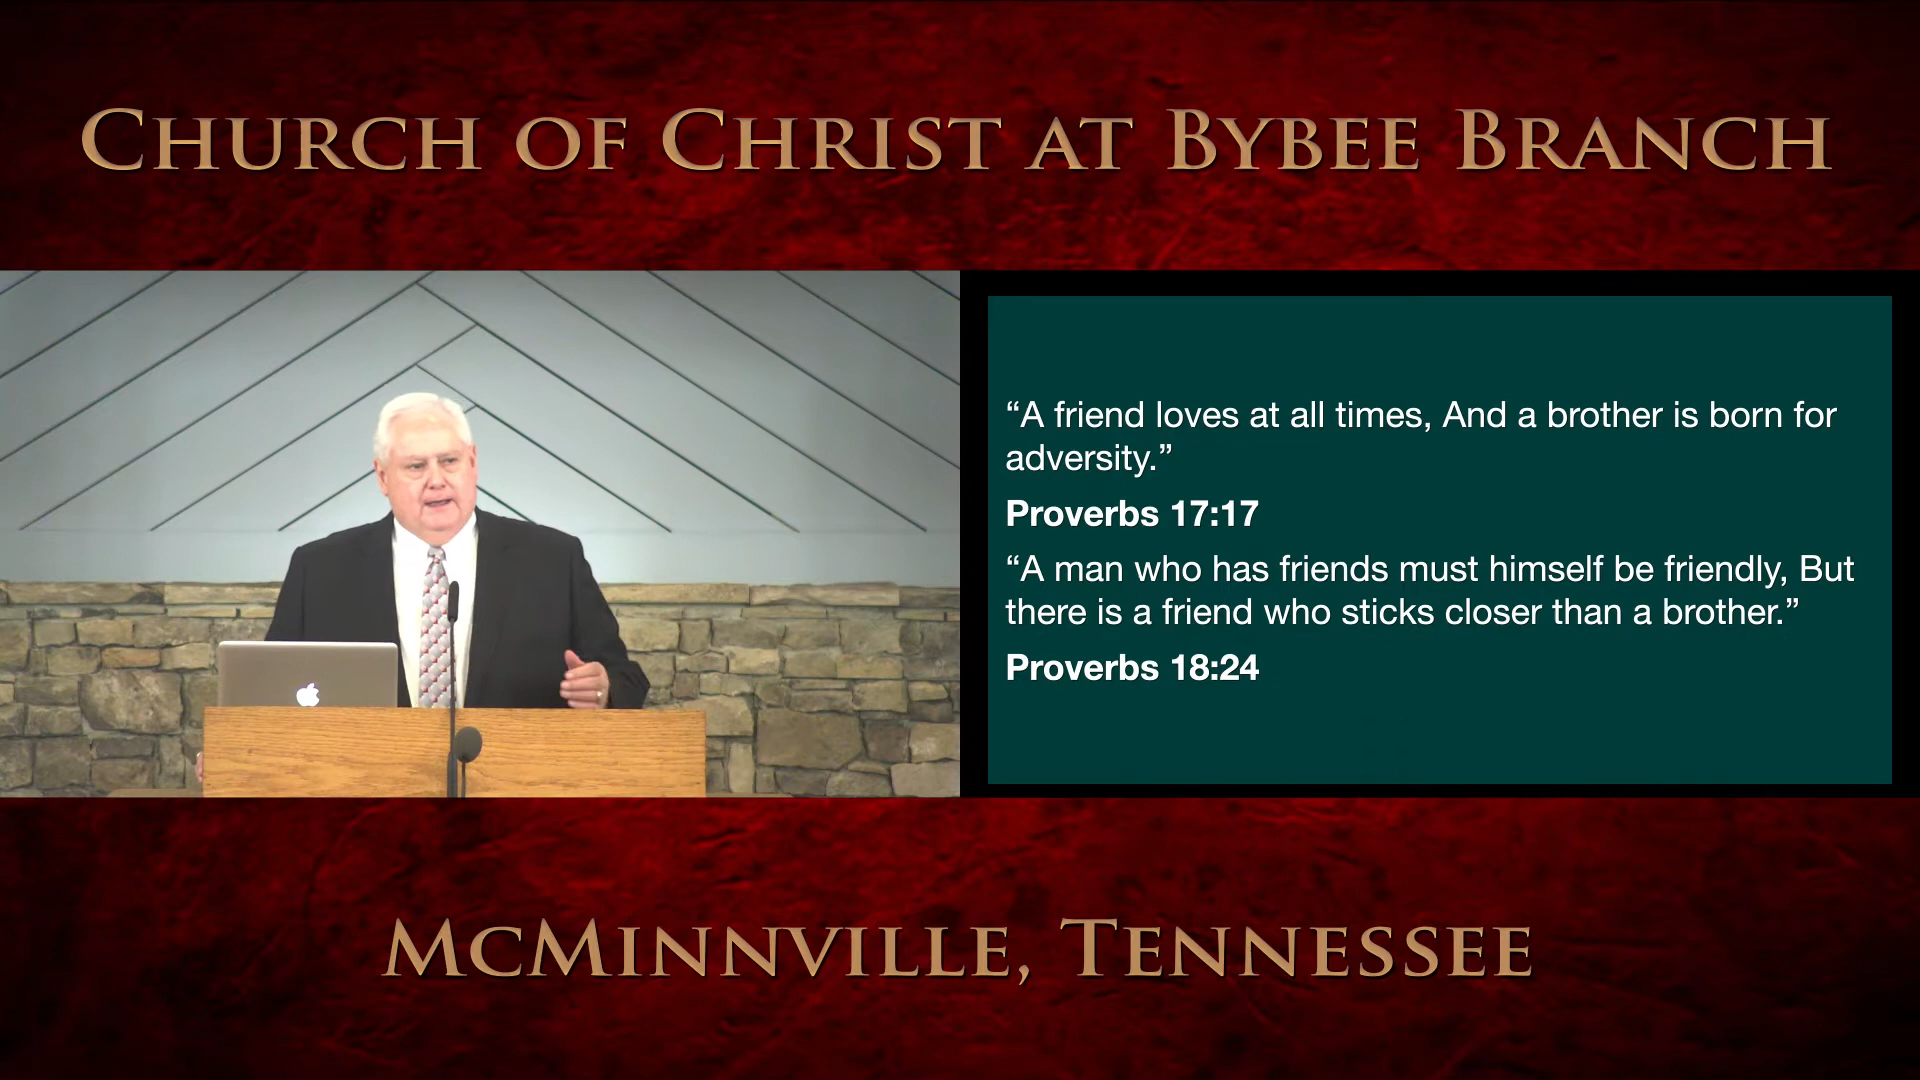 Church of Christ at Bybee Branch
“A friend loves at all times, And a brother is born for
adversity.”
Proverbs 17:17
“A man who has friends must himself be friendly, But
there is a friend who sticks closer than a brother.”
Proverbs 18:24
McMinnville, Tennessee